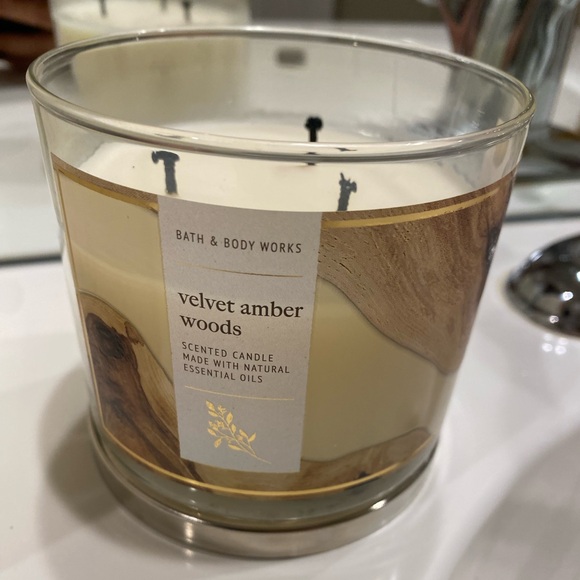 BATH & BODY WORKS
velvet amber
woods
SCENTED CANDLE
MADE WITH NATURAL
ESSENTIAL OILS